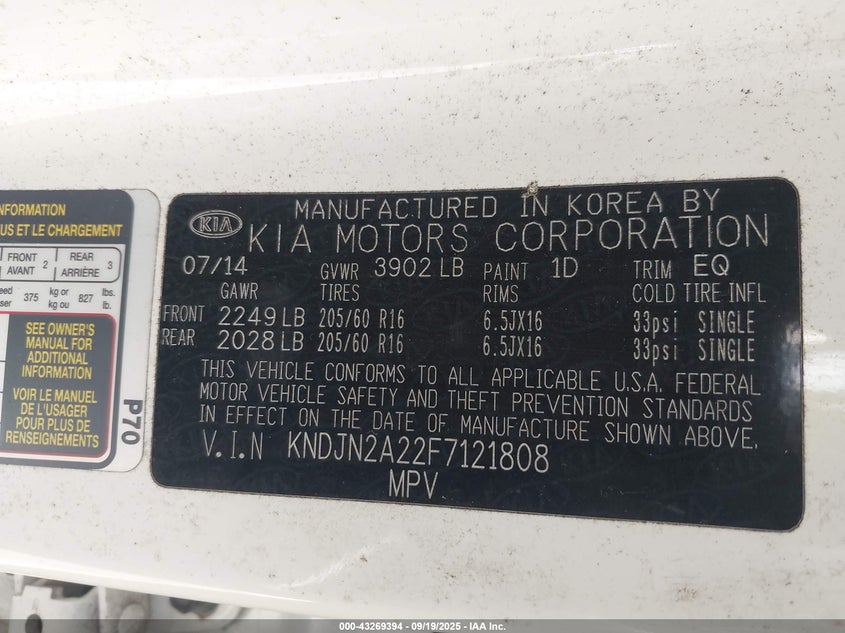 NFORMATION
US ET LE CHARGEMENT
FRONT AVANT 2 REAR ARRIÈRE 3
375 kg or kg ou 827 lbs. lb.
SEE OWNER'S
MANUAL FOR
ADDITIONAL
INFORMATION
VOIR LE MANUEL
DE L'USAGER
POUR PLUS DE
RENSEIGNEMENTS
P70
KIA
MANUFACTURED IN KOREA BY
KIA MOTORS CORPORATION
07/14 GVWR 3902 LB PAINT 1D TRIM EQ
GAWR TIRES RIMS COLD TIRE INFL
FRONT 2249 LB 205/60 R16 6.5JX16 33psi SINGLE
REAR 2028 LB 205/60 R16 6.5JX16 33psi SINGLE
THIS VEHICLE CONFORMS TO ALL APPLICABLE U.S.A. FEDERAL
MOTOR VEHICLE SAFETY AND THEFT PREVENTION STANDARDS
IN EFFECT ON THE DATE OF MANUFACTURE SHOWN ABOVE.
V.I.N KNDJN2A22F7121808
MPV
000-43269394 - 09/19/2025 - IAA Inc.